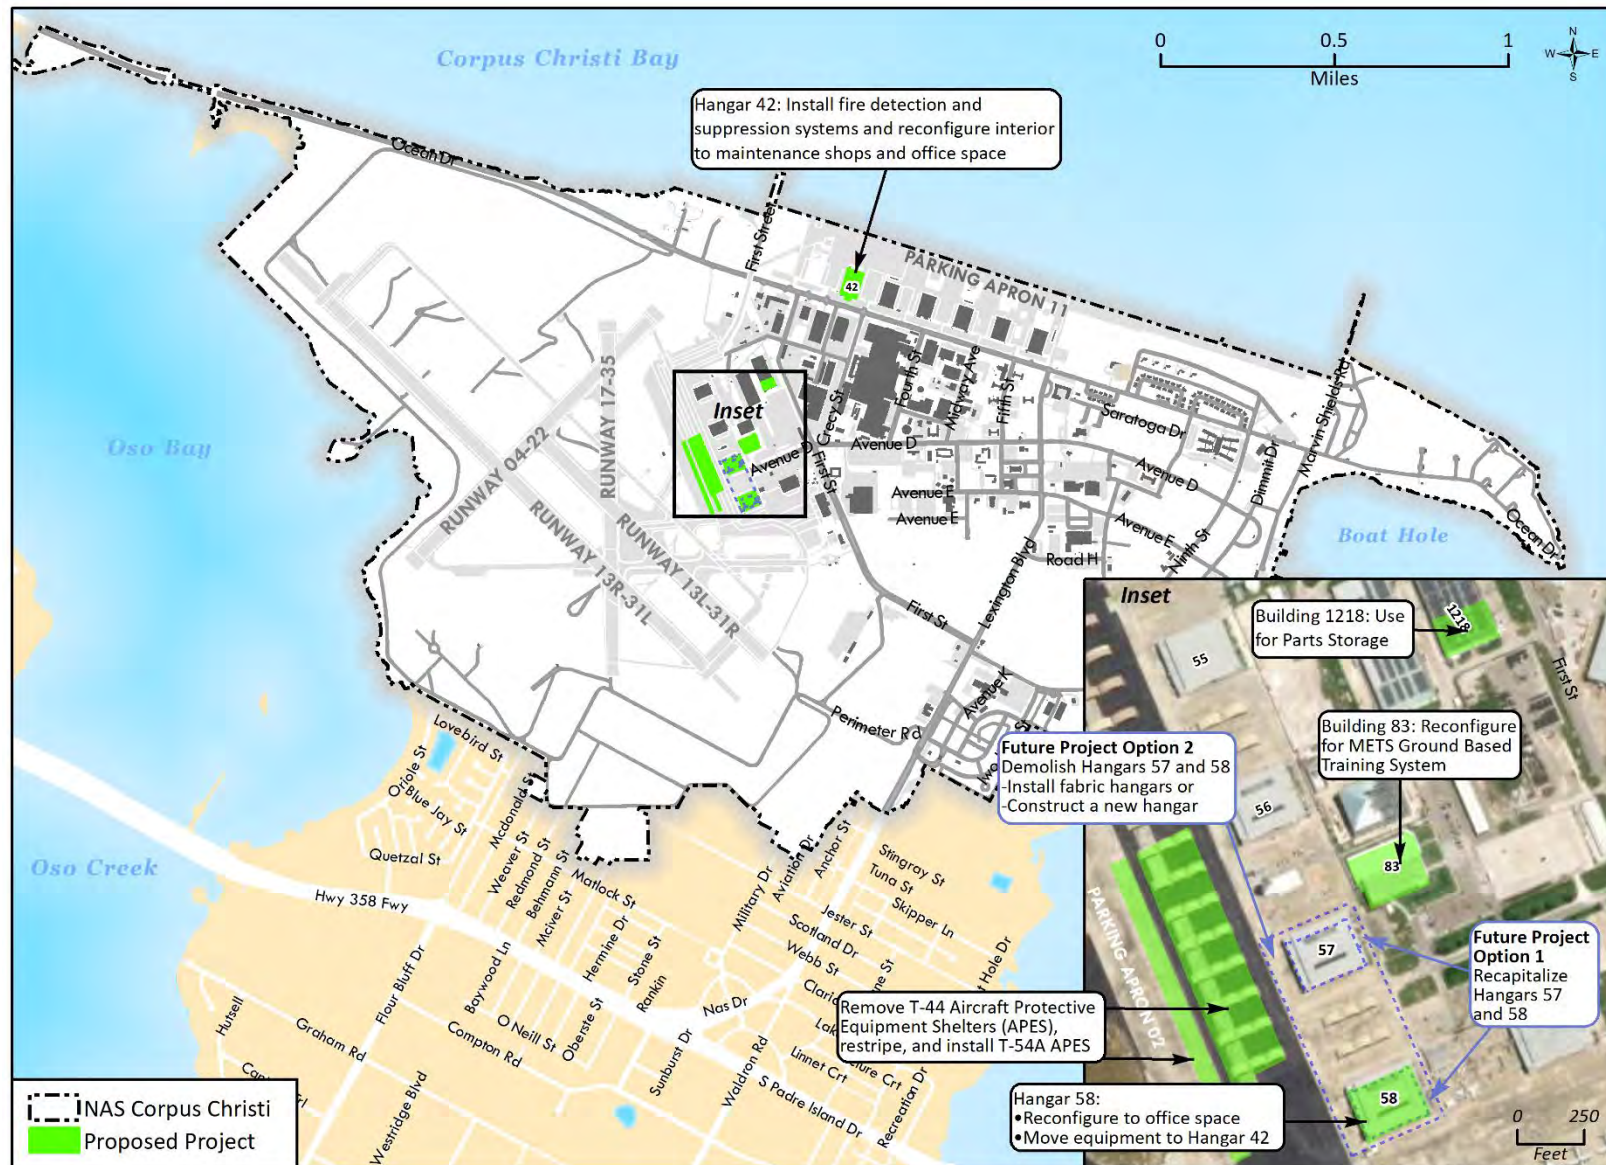 Corpus Christi Bay
0 0.5 1
Miles
N
W E
S
Hangar 42: Install fire detection and
suppression systems and reconfigure interior
to maintenance shops and office space
Ocean Dr
First Street
PARKING APRON 11
42
RUNWAY 17-35
RUNWAY 04-22
RUNWAY 13R-31L
RUNWAY 13L-31R
Inset
Crecy St
Fourth St
Midway Ave
Fifth St
Saratoga Dr
Marvin Shields Rd
Dimmit Dr
Avenue D
First St
Avenue D
Avenue D
Avenue E
Avenue E
Avenue E
Ninth St
Road H
Lexington Blvd
First St
Avenue K
Perimeter Rd
Ocean Dr
Oso Bay
Boat Hole
Oso Creek
Lovebird St
Oriole St
Blue Jay St
Quetzal St
Mcdonald St
Weaver St
Redmond St
Behmann St
Mciver St
Matlock St
Hwy 358 Fwy
Flour Bluff Dr
Baywood Ln
Hermine Dr
Stone St
Rankin
O Neill St
Oberste St
Compton Rd
Graham Rd
Hutsell
Westridge Blvd
Sunburst Dr
Nas Dr
Waldron Rd
Military Dr
Aviation Dr
Anchor St
Stingray St
Tuna St
Skipper Ln
Jester St
Scotland Dr
Webb St
Linnet Crt
S Padre Island Dr
Recreation Dr
Hole Dr
Inset
Building 1218: Use
for Parts Storage
1218
55
First St
Building 83: Reconfigure
for METS Ground Based
Training System
Future Project Option 2
Demolish Hangars 57 and 58
-Install fabric hangars or
-Construct a new hangar
56
83
57
Future Project
Option 1
Recapitalize
Hangars 57
and 58
PARKING APRON 02
Remove T-44 Aircraft Protective
Equipment Shelters (APES),
restripe, and install T-54A APES
58
Hangar 58:
•Reconfigure to office space
•Move equipment to Hangar 42
0 250
Feet
NAS Corpus Christi
Proposed Project